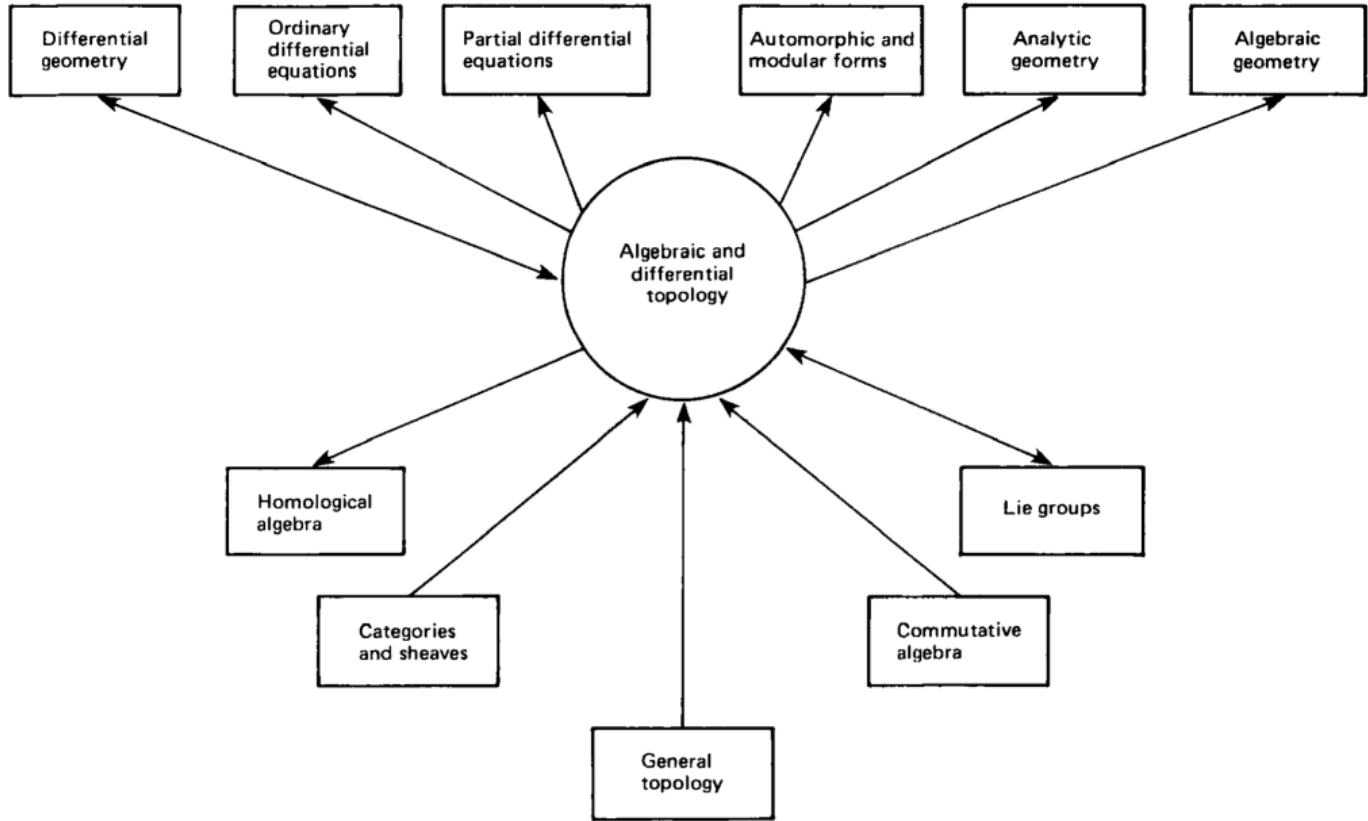 Differential
geometry
Ordinary
differential
equations
Partial differential
equations
Automorphic and
modular forms
Analytic
geometry
Algebraic
geometry
Algebraic and
differential
topology
Homological
algebra
Lie groups
Categories
and sheaves
Commutative
algebra
General
topology